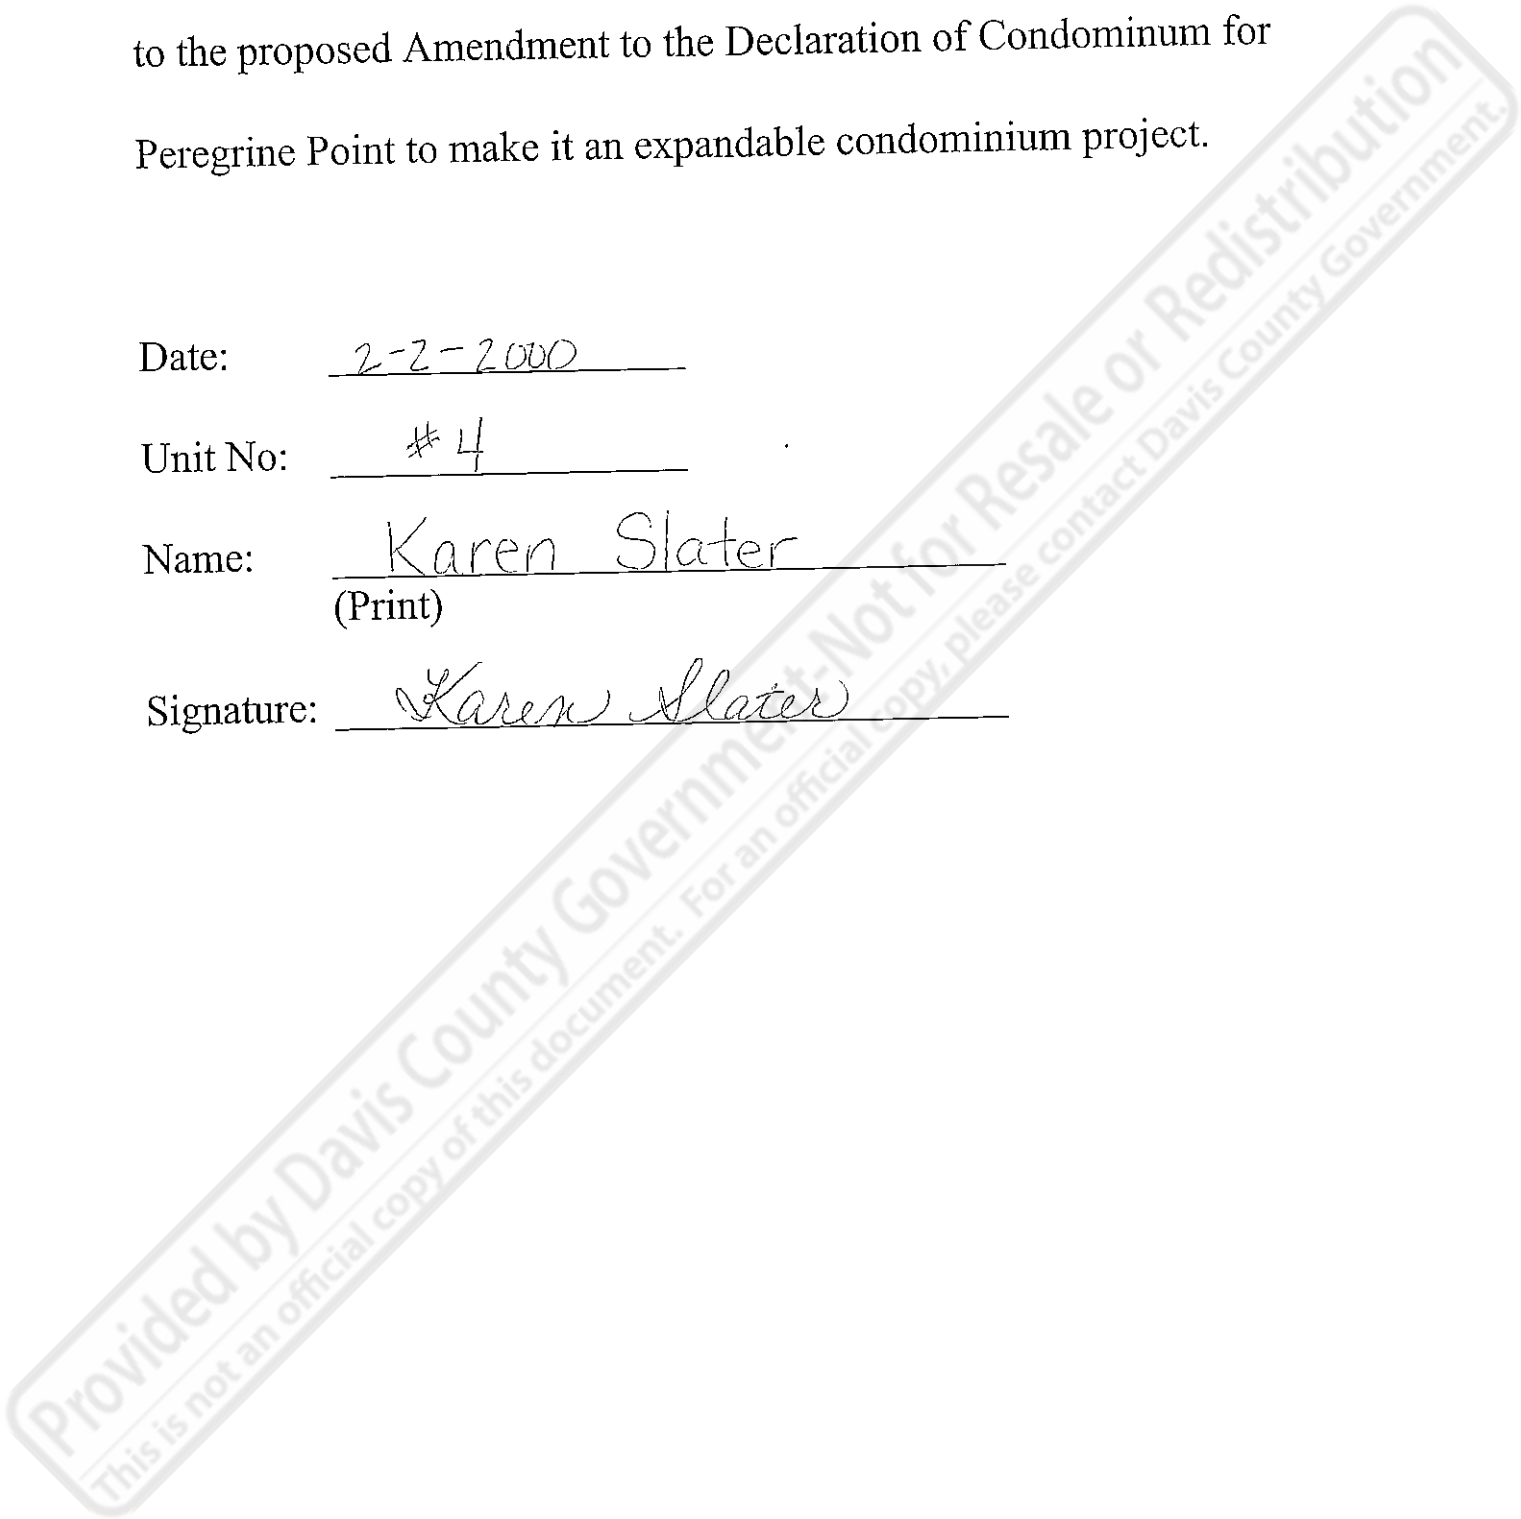 to the proposed Amendment to the Declaration of Condominum for
Peregrine Point to make it an expandable condominium project.
Date: 2-2-2000
Unit No: #4
Name: Karen Slater
(Print)
Signature: Karen Slater
Provided by Davis County Government-Not for Resale or Redistribution
This is not an official copy of this document. For an official copy, please contact Davis County Government.